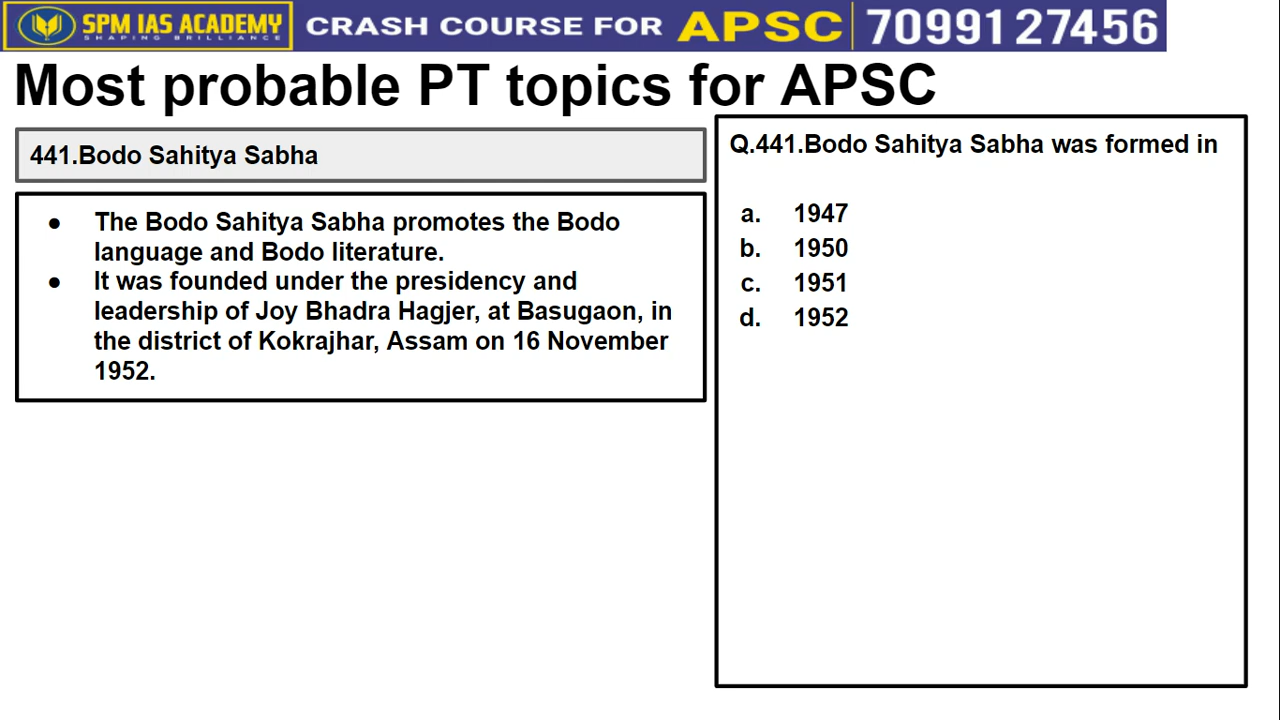 SPM IAS ACADEMY
SHAPING BRILLIANCE
CRASH COURSE FOR APSC 70991 27456
Most probable PT topics for APSC
441.Bodo Sahitya Sabha
● The Bodo Sahitya Sabha promotes the Bodo
language and Bodo literature.
● It was founded under the presidency and
leadership of Joy Bhadra Hagjer, at Basugaon, in
the district of Kokrajhar, Assam on 16 November
1952.
Q.441.Bodo Sahitya Sabha was formed in
a. 1947
b. 1950
c. 1951
d. 1952